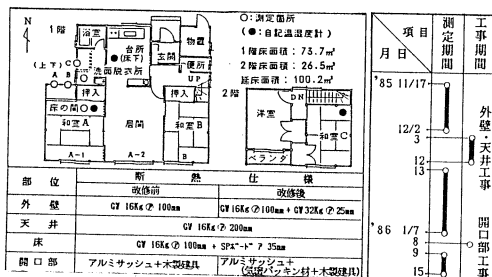 N
1階
浴室
台所
(床下)
物置
玄関
便所
UP
(上下)
C
A B
洗面脱衣所
押入
押入
床の間
和室A
居間
和室B
A-1
A-2
B
○:測定箇所
(●:自記温湿度計)
1階床面積:73.7㎡
2階床面積:26.5㎡
延床面積:100.2㎡
2階
DN
洋室
和室C
ベランダ
部位
断熱仕様
改修前
改修後
外壁
GW 16Kg ㋐ 100mm
GW 16Kg ㋐ 100mm + GW 32Kg ㋐ 25mm
天井
GW 16Kg ㋐ 200mm
床
GW 16Kg ㋐ 100mm + SPボード ア 35mm
開口部
アルミサッシュ+木製建具
アルミサッシュ+
(気密パッキン材+木製建具)
項目
月日
測定期間
工事期間
'85 11/17
12/2
3
12
13
'86 1/7
8
9
15
外壁・天井工事
開口部工事